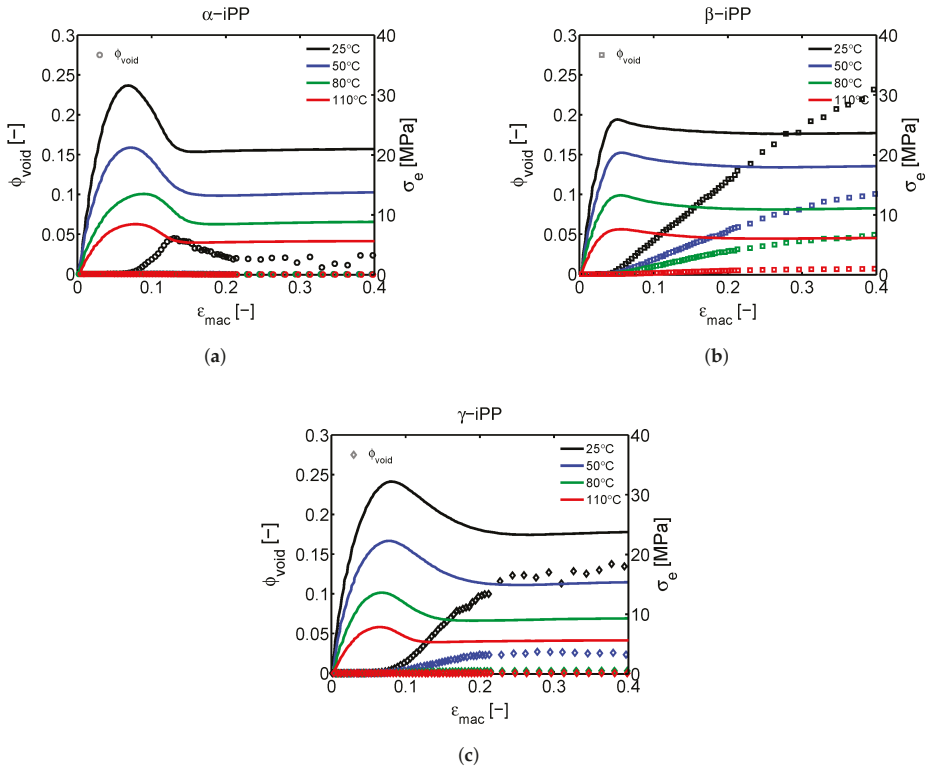 α−iPP
0.3
0.25
0.2
0.15
0.1
0.05
0
ϕvoid [−]
ϕvoid
25°C
50°C
80°C
110°C
40
30
20
10
0
σe [MPa]
0 0.1 0.2 0.3 0.4
εmac [−]
(a)
β−iPP
0.3
0.25
0.2
0.15
0.1
0.05
0
ϕvoid [−]
ϕvoid
25°C
50°C
80°C
110°C
40
30
20
10
0
σe [MPa]
0 0.1 0.2 0.3 0.4
εmac [−]
(b)
γ−iPP
0.3
0.25
0.2
0.15
0.1
0.05
0
ϕvoid [−]
ϕvoid
25°C
50°C
80°C
110°C
40
30
20
10
0
σe [MPa]
0 0.1 0.2 0.3 0.4
εmac [−]
(c)